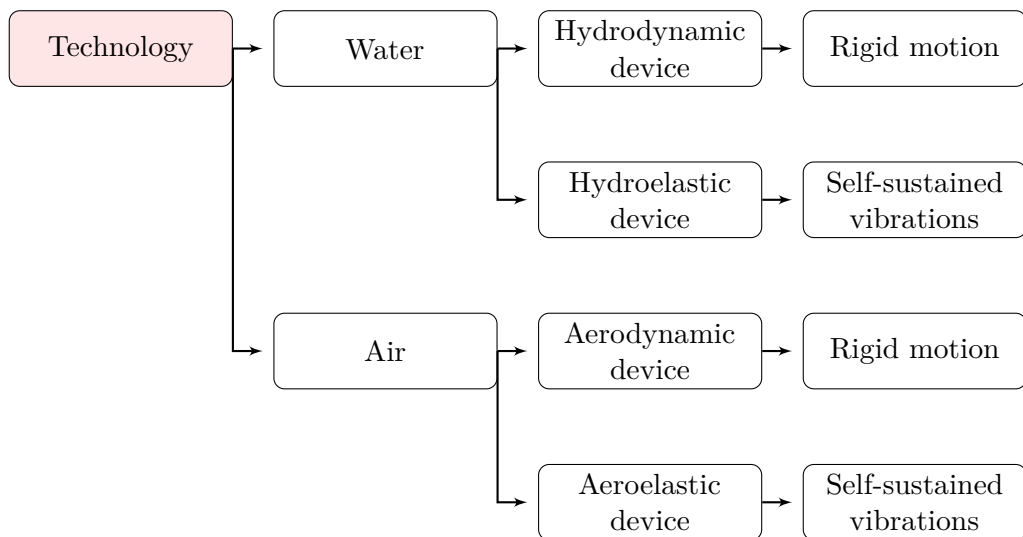 Technology
Water
Hydrodynamic
device
Rigid motion
Hydroelastic
device
Self-sustained
vibrations
Air
Aerodynamic
device
Rigid motion
Aeroelastic
device
Self-sustained
vibrations